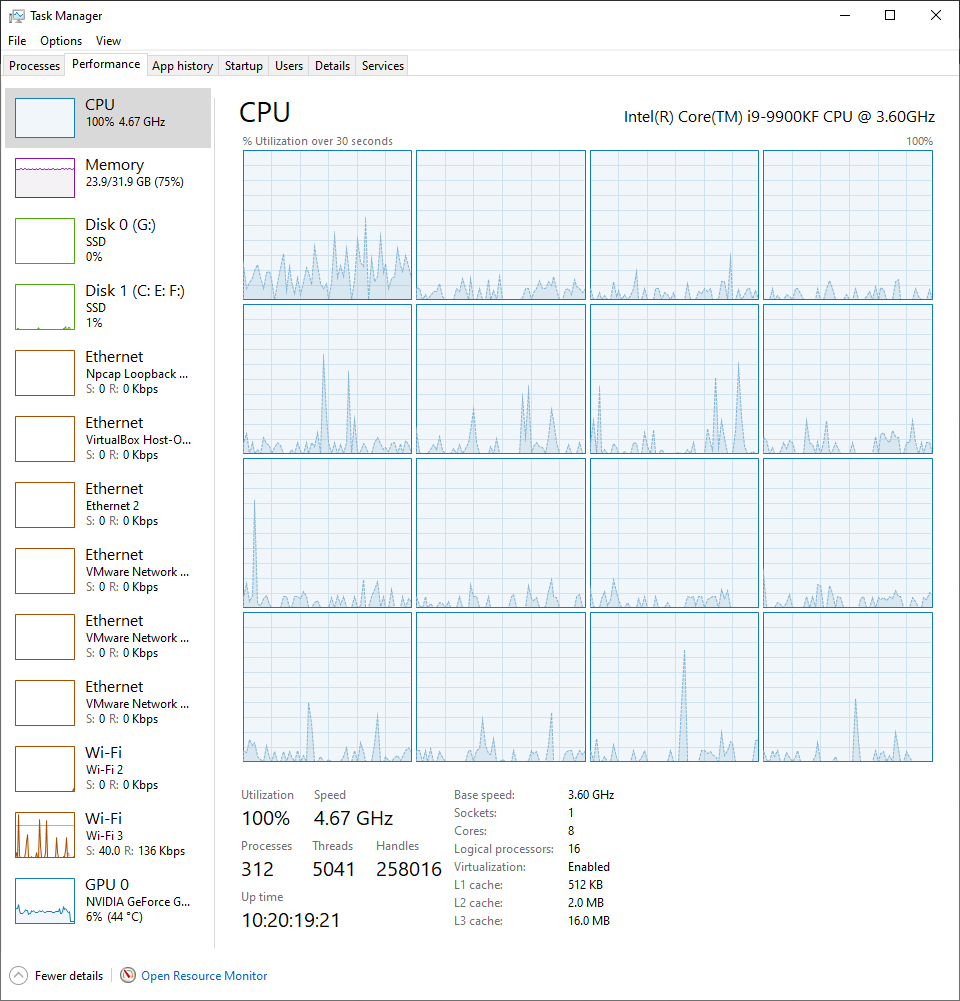 Task Manager
File Options View
Processes Performance App history Startup Users Details Services
CPU
100% 4.67 GHz
Memory
23.9/31.9 GB (75%)
Disk 0 (G:)
SSD
0%
Disk 1 (C: E: F:)
SSD
1%
Ethernet
Npcap Loopback ...
S: 0 R: 0 Kbps
Ethernet
VirtualBox Host-O...
S: 0 R: 0 Kbps
Ethernet
Ethernet 2
S: 0 R: 0 Kbps
Ethernet
VMware Network ...
S: 0 R: 0 Kbps
Ethernet
VMware Network ...
S: 0 R: 0 Kbps
Ethernet
VMware Network ...
S: 0 R: 0 Kbps
Wi-Fi
Wi-Fi 2
S: 0 R: 0 Kbps
Wi-Fi
Wi-Fi 3
S: 40.0 R: 136 Kbps
GPU 0
NVIDIA GeForce G...
6% (44 °C)
CPU
Intel(R) Core(TM) i9-9900KF CPU @ 3.60GHz
% Utilization over 30 seconds 100%
Utilization Speed
100% 4.67 GHz
Processes Threads Handles
312 5041 258016
Up time
10:20:19:21
Base speed: 3.60 GHz
Sockets: 1
Cores: 8
Logical processors: 16
Virtualization: Enabled
L1 cache: 512 KB
L2 cache: 2.0 MB
L3 cache: 16.0 MB
Fewer details Open Resource Monitor